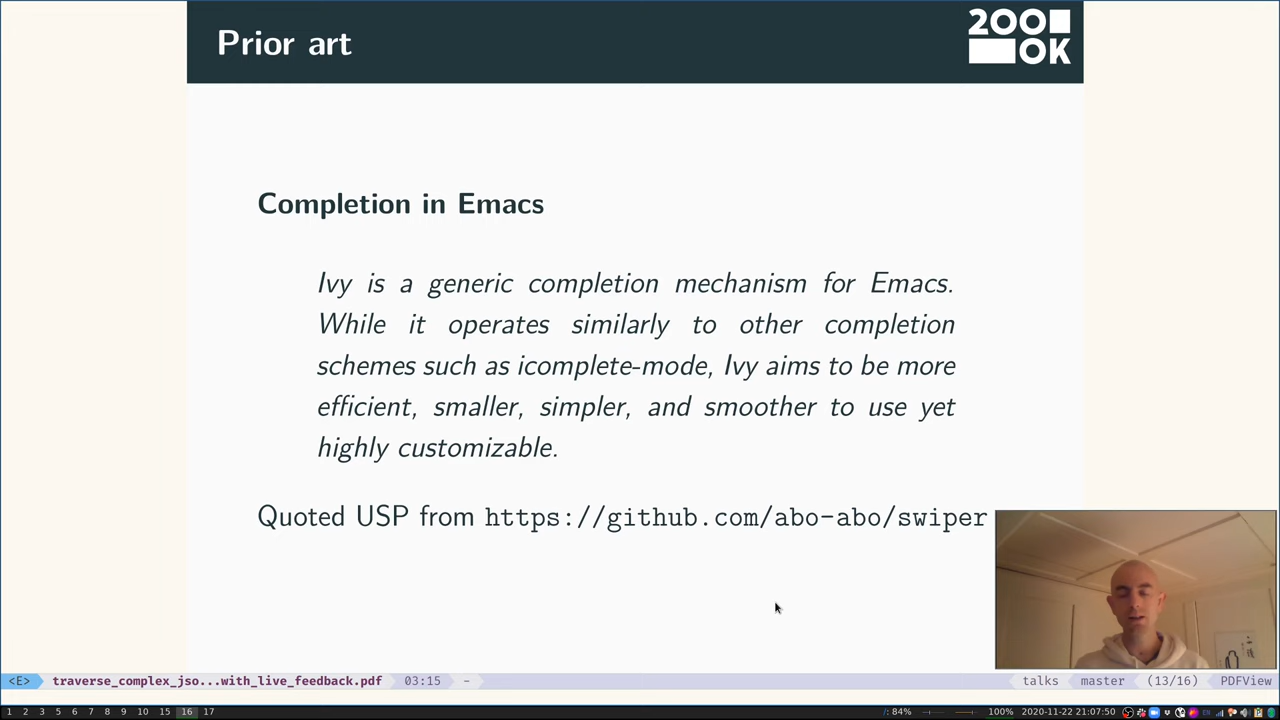 Prior art
200
OK
Completion in Emacs
Ivy is a generic completion mechanism for Emacs.
While it operates similarly to other completion
schemes such as icomplete-mode, Ivy aims to be more
efficient, smaller, simpler, and smoother to use yet
highly customizable.
Quoted USP from https://github.com/abo-abo/swiper
<E> traverse_complex_jso...with_live_feedback.pdf 03:15 - talks master (13/16) PDFView
1 2 3 5 6 7 8 9 10 15 16 17 84% 100% 2020-11-22 21:07:50